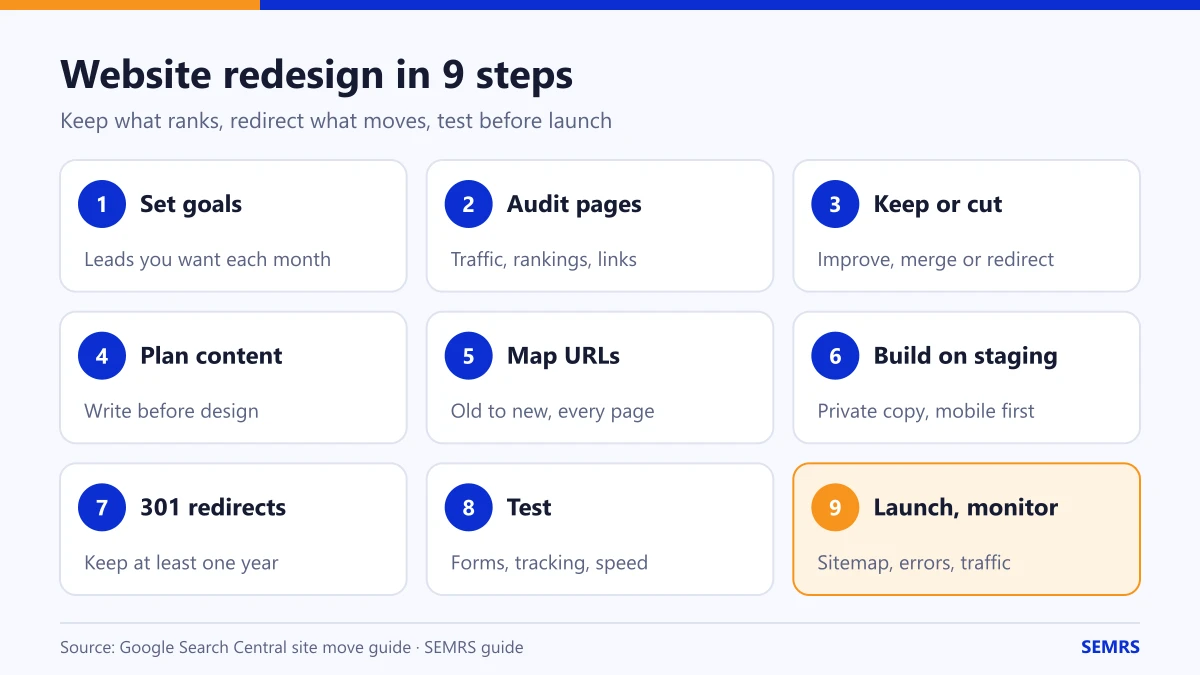 Website redesign in 9 steps
Keep what ranks, redirect what moves, test before launch
1 Set goals
Leads you want each month
2 Audit pages
Traffic, rankings, links
3 Keep or cut
Improve, merge or redirect
4 Plan content
Write before design
5 Map URLs
Old to new, every page
6 Build on staging
Private copy, mobile first
7 301 redirects
Keep at least one year
8 Test
Forms, tracking, speed
9 Launch, monitor
Sitemap, errors, traffic
Source: Google Search Central site move guide · SEMRS guide
SEMRS